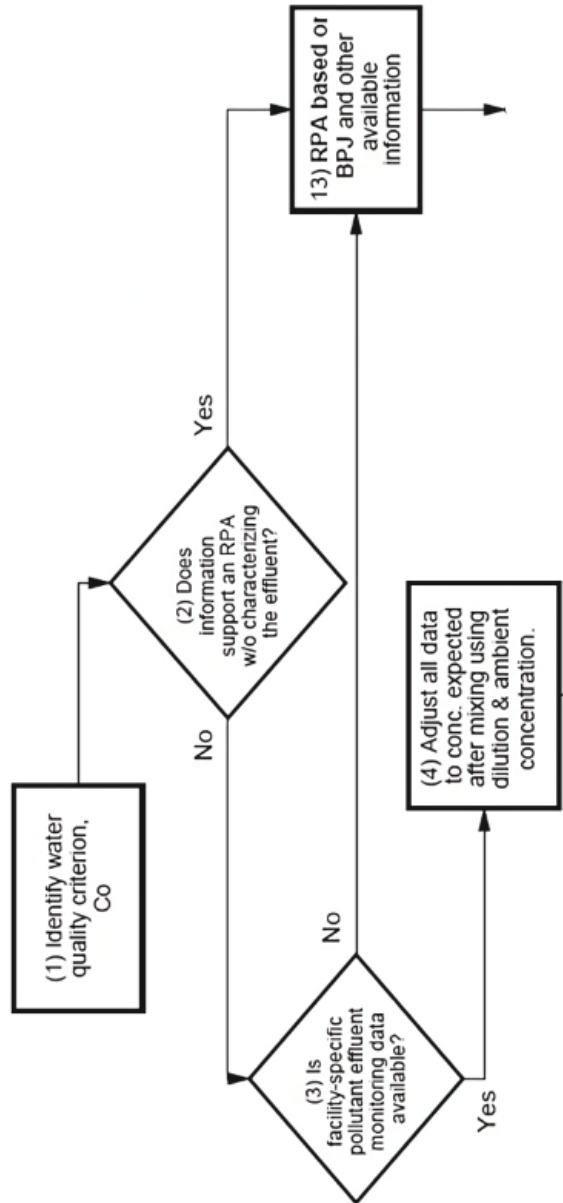 (1) Identify water
quality criterion,
Co
(2) Does
information
support an RPA
w/o characterizing
the effluent?
Yes
No
13) RPA based or
BPJ and other
available
information
(3) Is
facility-specific
pollutant effluent
monitoring data
available?
No
Yes
(4) Adjust all data
to conc. expected
after mixing using
dilution & ambient
concentration.